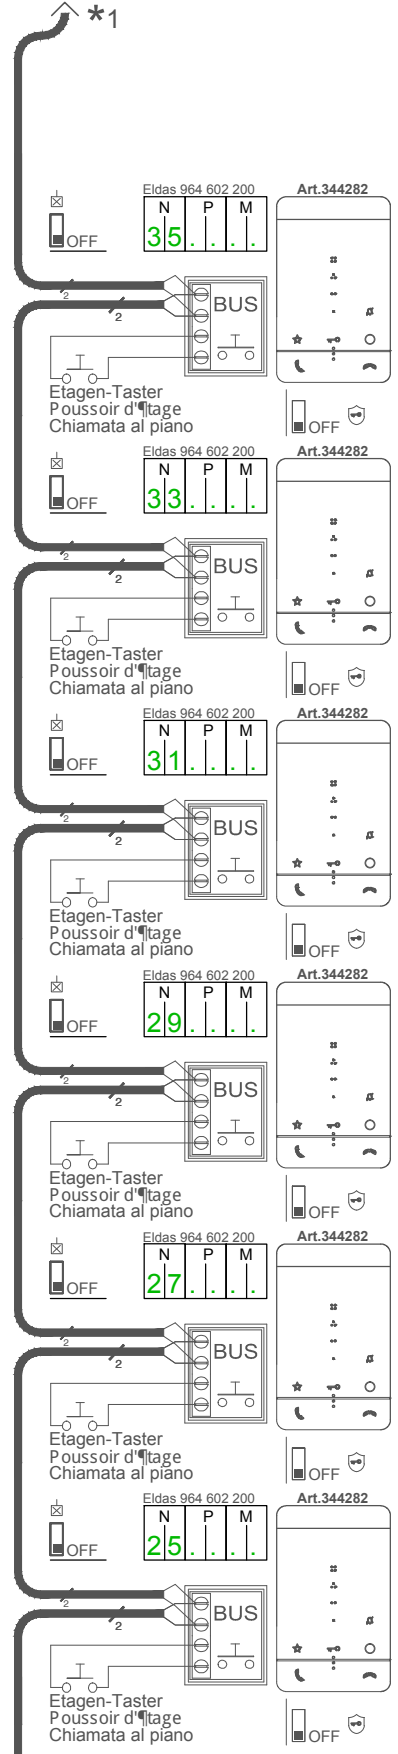 *1
Eldas 964 602 200 Art.344282
N P M
OFF 35. . . .
2 BUS
2
Etagen-Taster
Poussoir d'¶tage
Chiamata al piano
OFF
Eldas 964 602 200 Art.344282
N P M
OFF 33. . . .
2 BUS
2
Etagen-Taster
Poussoir d'¶tage
Chiamata al piano
OFF
Eldas 964 602 200 Art.344282
N P M
OFF 31. . . .
2 BUS
2
Etagen-Taster
Poussoir d'¶tage
Chiamata al piano
OFF
Eldas 964 602 200 Art.344282
N P M
OFF 29. . . .
2 BUS
2
Etagen-Taster
Poussoir d'¶tage
Chiamata al piano
OFF
Eldas 964 602 200 Art.344282
N P M
OFF 27. . . .
2 BUS
2
Etagen-Taster
Poussoir d'¶tage
Chiamata al piano
OFF
Eldas 964 602 200 Art.344282
N P M
OFF 25. . . .
2 BUS
2
Etagen-Taster
Poussoir d'¶tage
Chiamata al piano
OFF